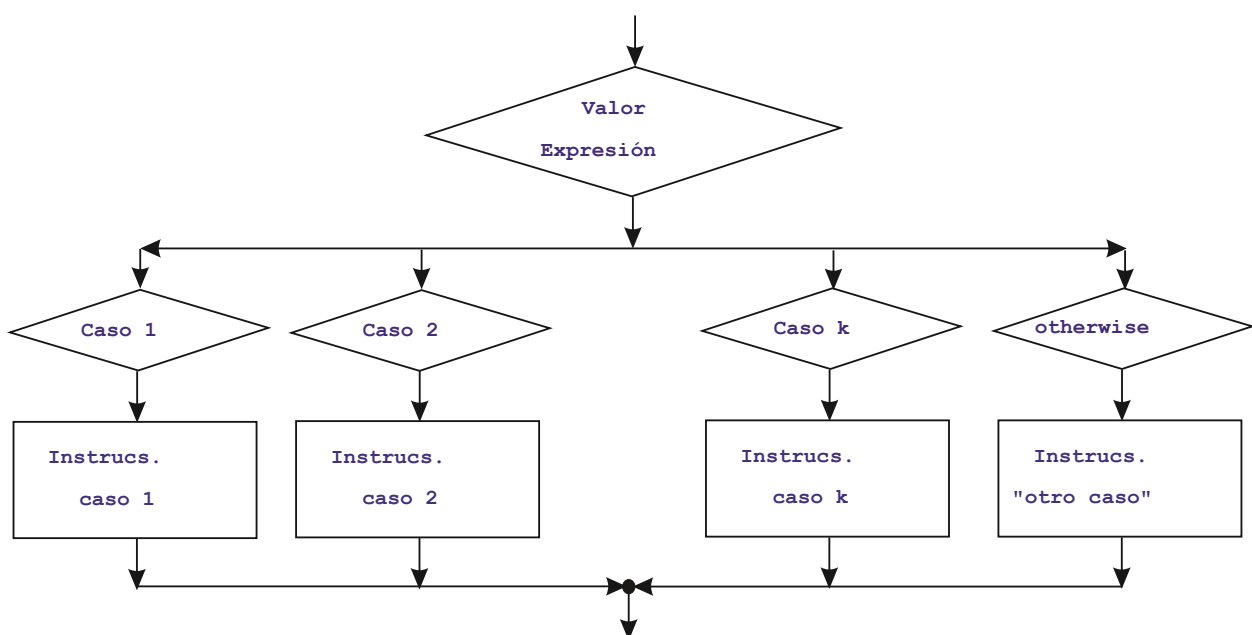 Valor
Expresión
Caso 1
Caso 2
Caso k
otherwise
Instrucs.
caso 1
Instrucs.
caso 2
Instrucs.
caso k
Instrucs.
"otro caso"